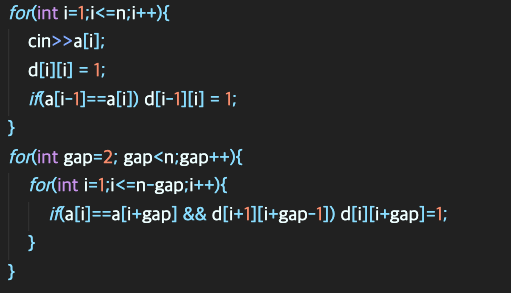 for(int i=1;i<=n;i++){
cin>>a[i];
d[i][i] = 1;
if(a[i-1]==a[i]) d[i-1][i] = 1;
}
for(int gap=2; gap<n;gap++){
for(int i=1;i<=n-gap;i++){
if(a[i]==a[i+gap] && d[i+1][i+gap-1]) d[i][i+gap]=1;
}
}